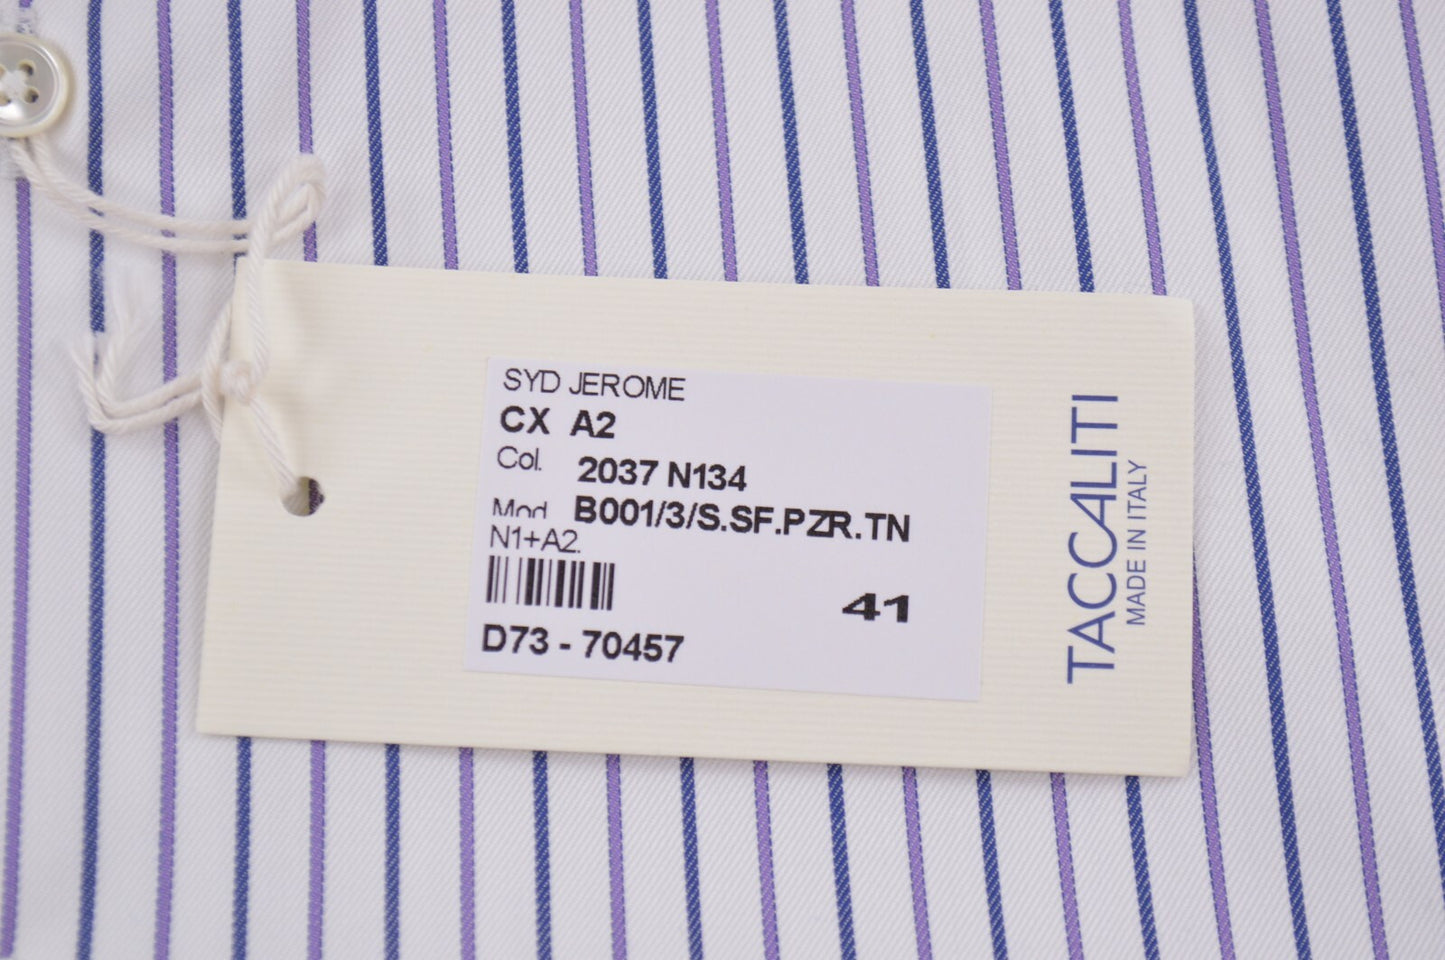 SYD JEROME
CX A2
Col. 2037 N134
Mod. B001/3/S.SF.PZR.TN
N1+A2.
41
D73 - 70457
TACCALITI
MADE IN ITALY